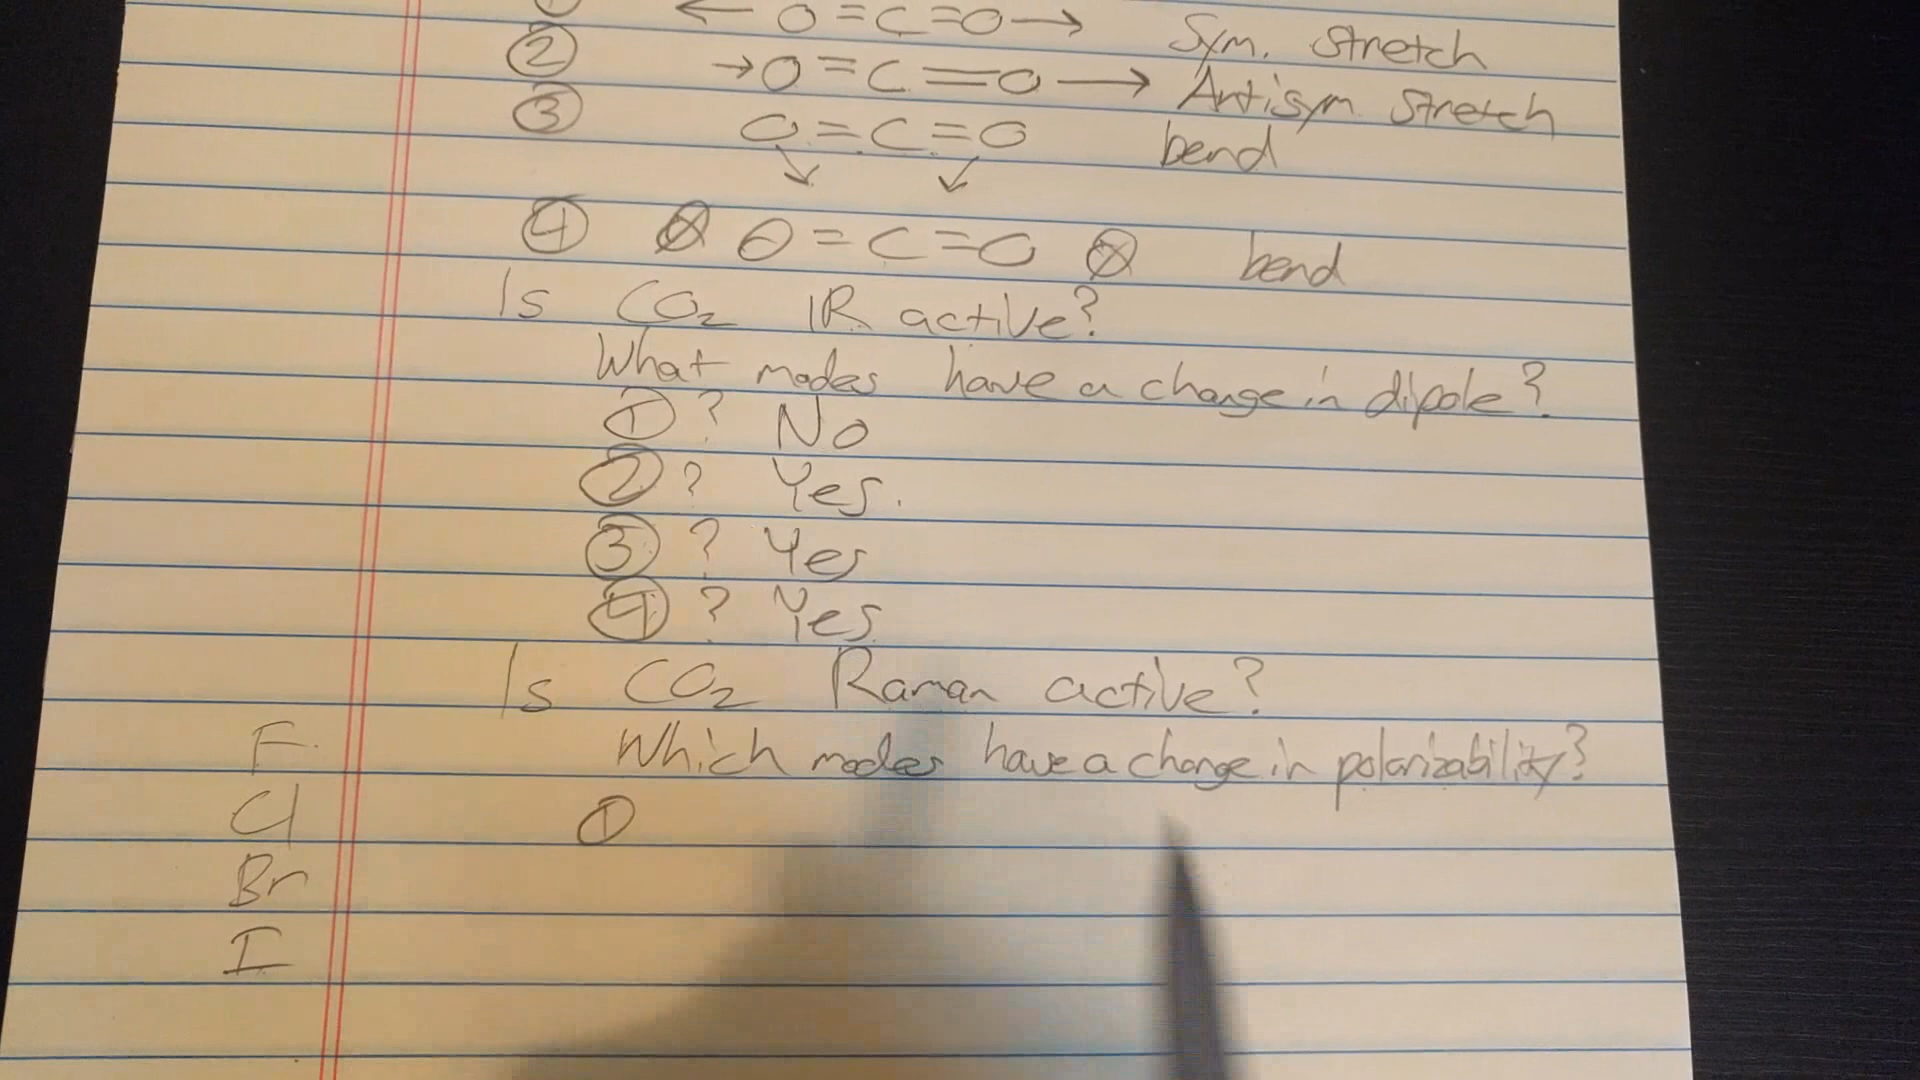 ① ← O=C=O → Sym. Stretch
② →O=C=O→ Antisym. Stretch
③ O=C=O bend
④ ⊗ O=C=O ⊗ bend
Is CO₂ IR active?
What modes have a change in dipole?
①? No
②? Yes.
③? Yes
④? Yes
Is CO₂ Raman active?
F Which modes have a change in polarizability?
Cl ①
Br
I